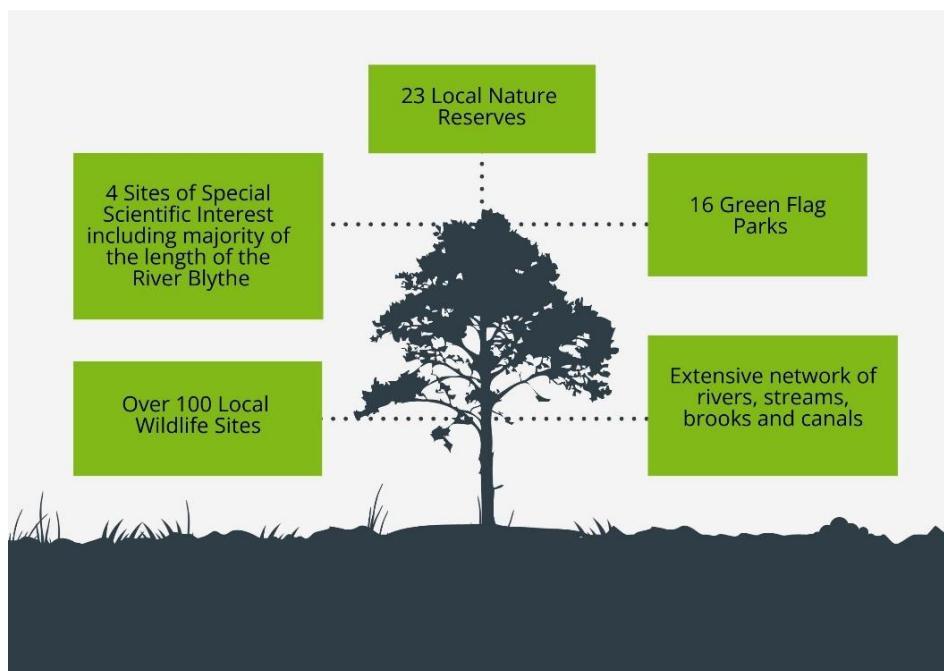 23 Local Nature
Reserves
4 Sites of Special
Scientific Interest
including majority of
the length of the
River Blythe
16 Green Flag
Parks
Over 100 Local
Wildlife Sites
Extensive network of
rivers, streams,
brooks and canals